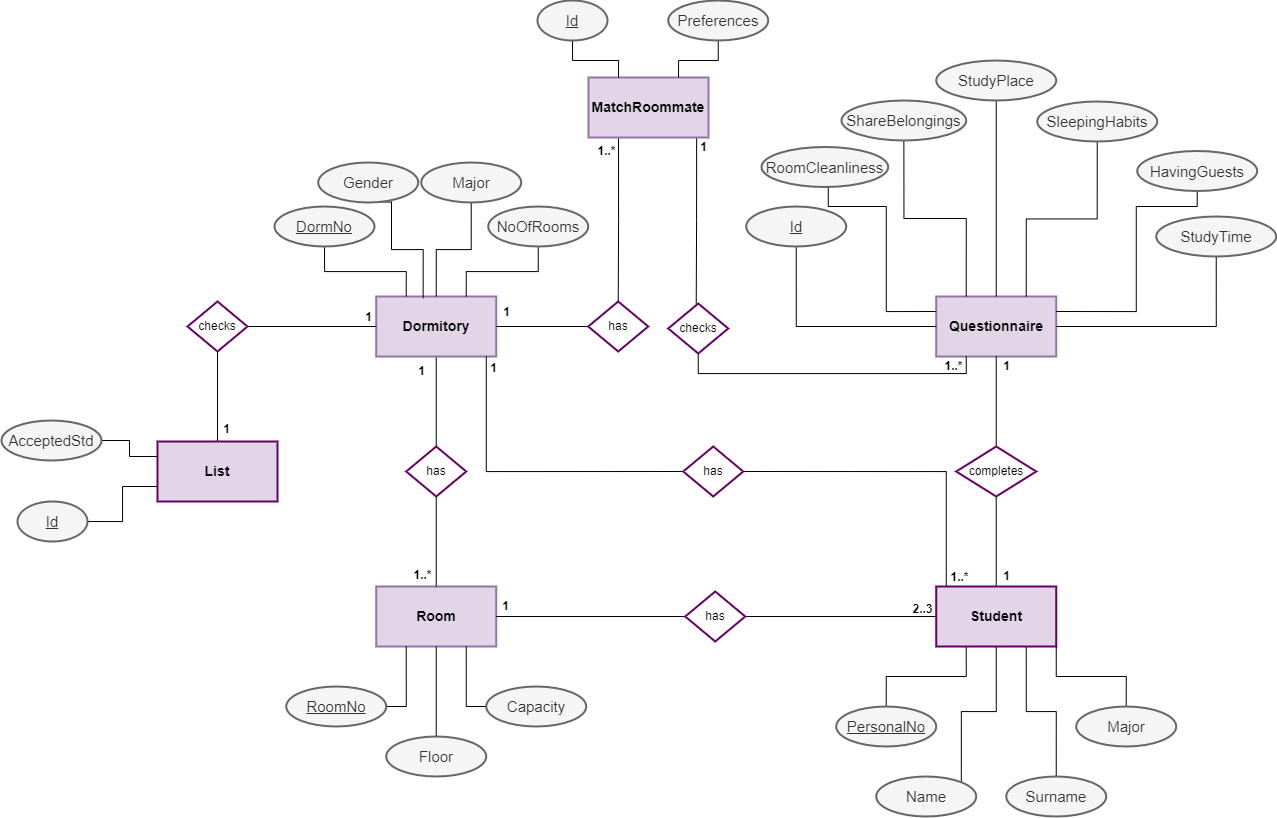 Id
Preferences
MatchRoommate
1..*
1
StudyPlace
ShareBelongings
SleepingHabits
RoomCleanliness
HavingGuests
Id
StudyTime
Gender
Major
DormNo
NoOfRooms
checks
1
Dormitory
1
has
checks
Questionnaire
1
1
1..*
1
1
AcceptedStd
List
Id
has
has
completes
1..*
1..*
1
Room
1
has
2..3
Student
RoomNo
Capacity
Floor
PersonalNo
Major
Name
Surname